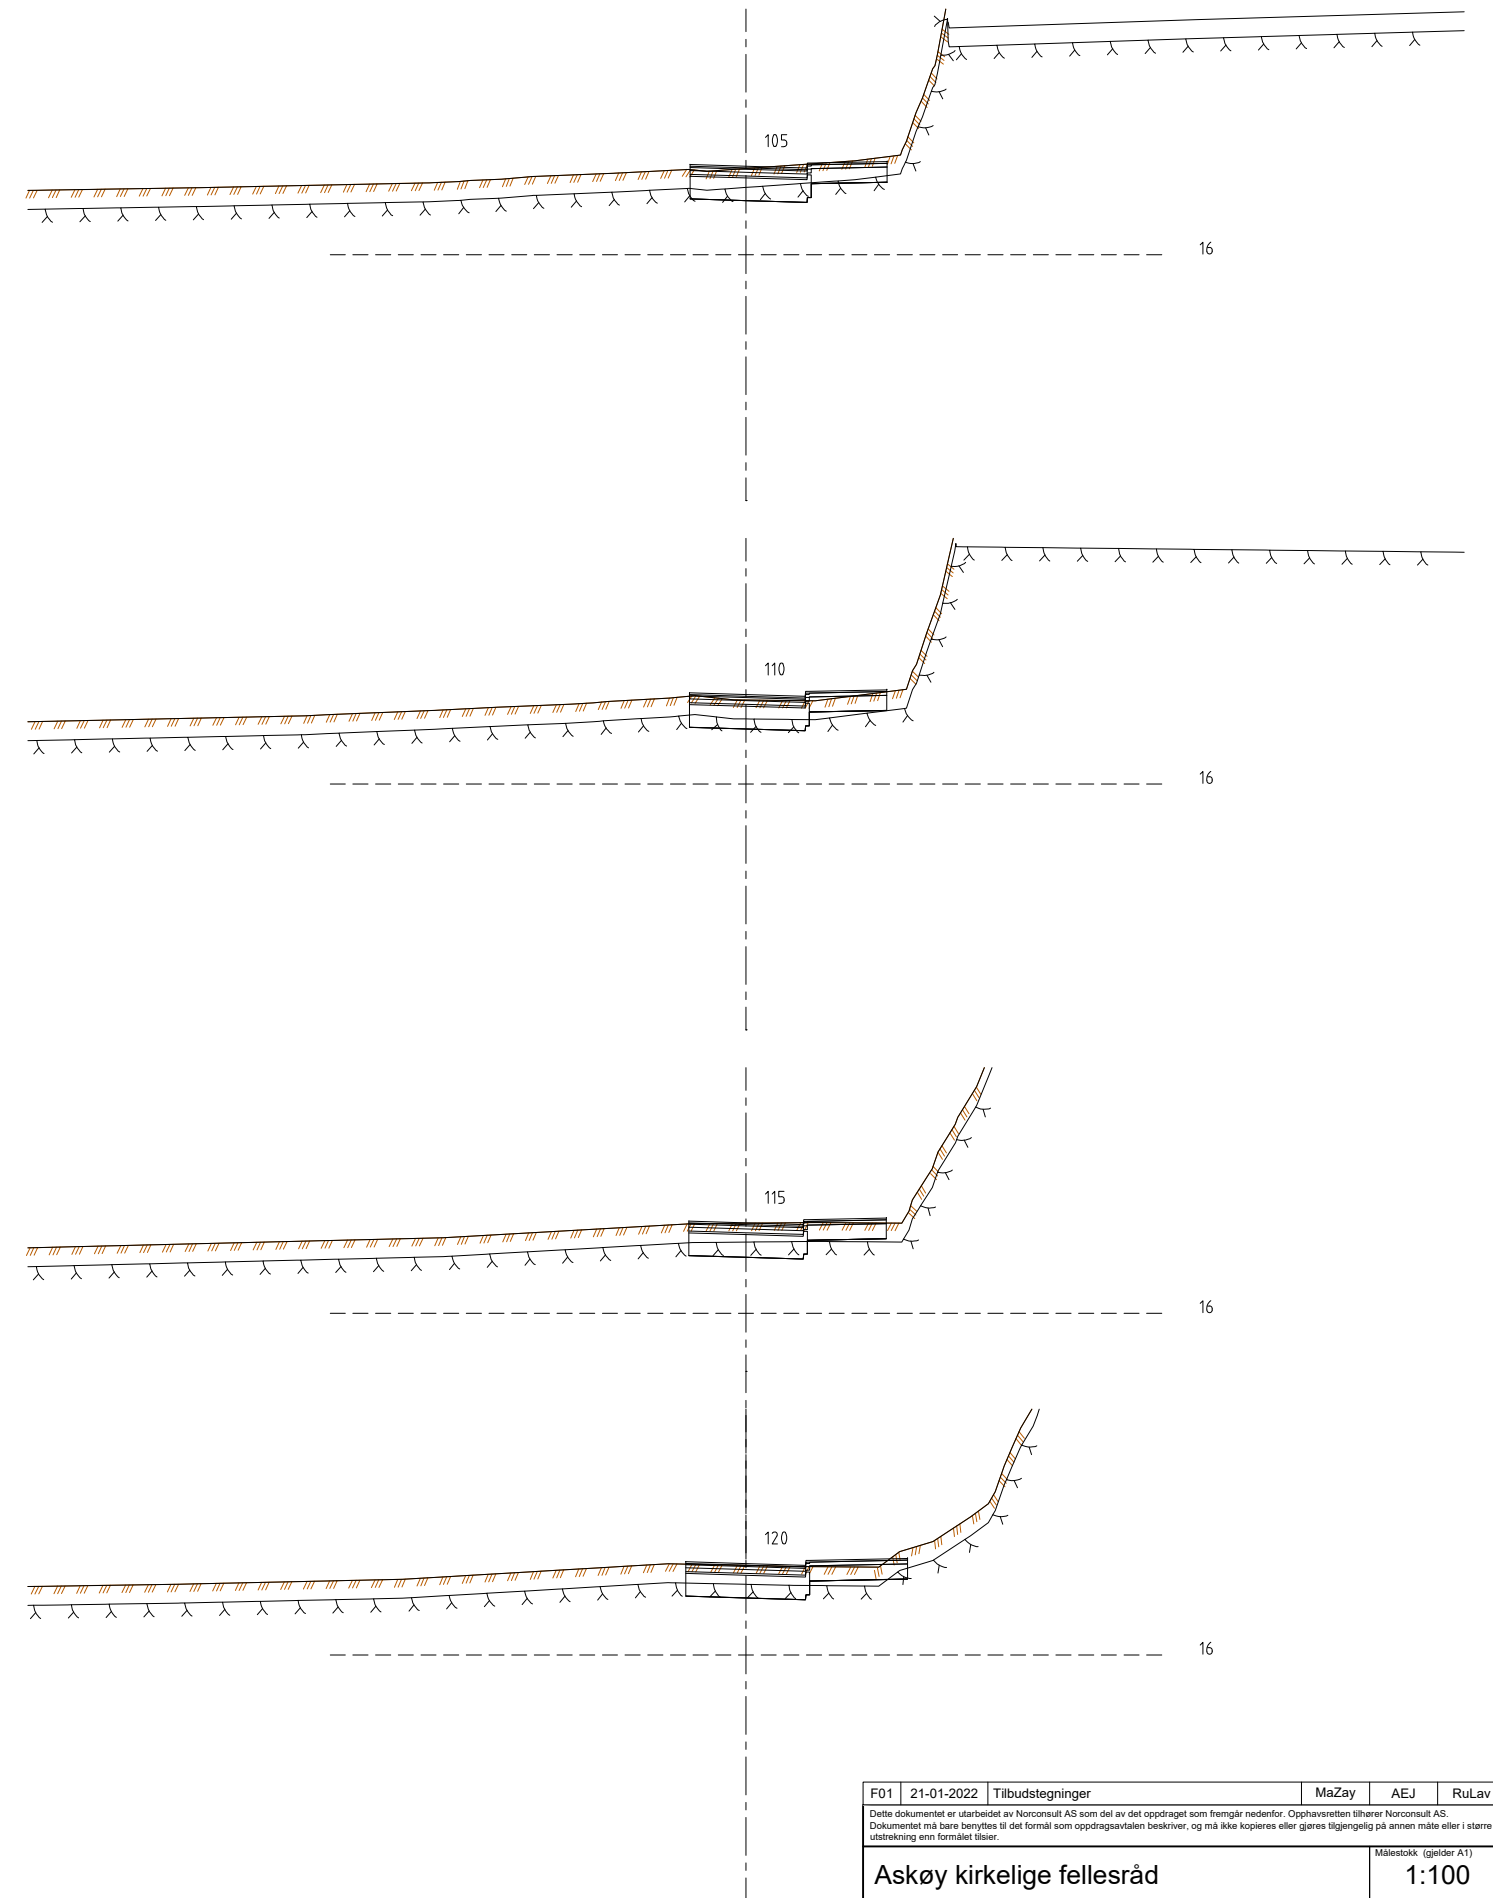 105
16
110
16
115
16
120
16
F01 21-01-2022 Tilbudstegninger MaZay AEJ RuLav
Dette dokumentet er utarbeidet av Norconsult AS som del av det oppdraget som fremgår nedenfor. Opphavsretten tilhører Norconsult AS.
Dokumentet må bare benyttes til det formål som oppdragsavtalen beskriver, og må ikke kopieres eller gjøres tilgjengelig på annen måte eller i større
utstrekning enn formålet tilsier.
Målestokk (gjelder A1)
Askøy kirkelige fellesråd 1:100